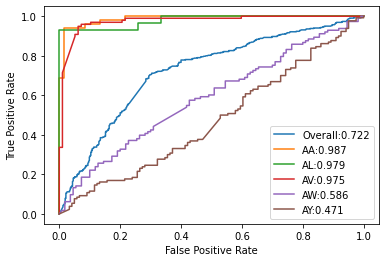 1.0
0.8
0.6
0.4
0.2
0.0
True Positive Rate
Overall:0.722
AA:0.987
AL:0.979
AV:0.975
AW:0.586
AY:0.471
0.0 0.2 0.4 0.6 0.8 1.0
False Positive Rate